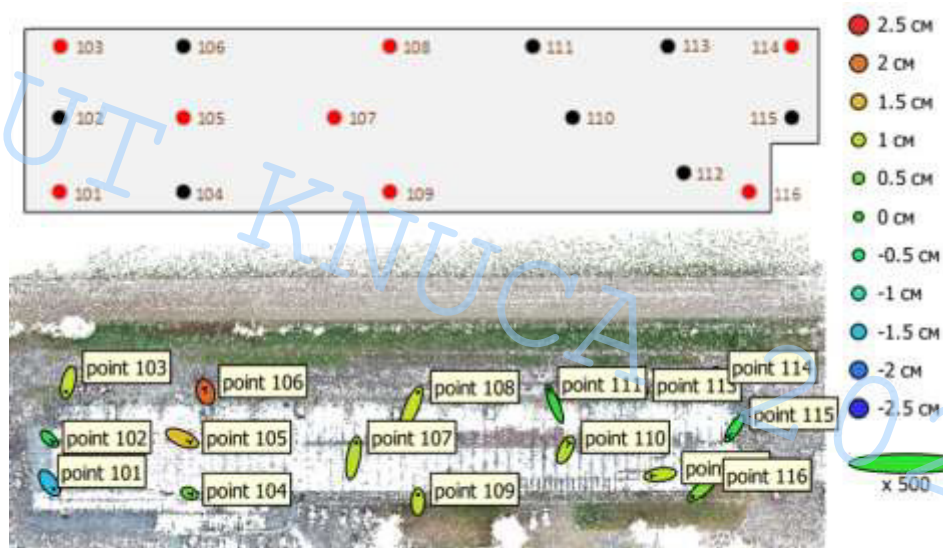 103 106 108 111 113 114
102 105 107 110 115
112
101 104 109 116
2.5 см
2 см
1.5 см
1 см
0.5 см
0 см
-0.5 см
-1 см
-1.5 см
-2 см
-2.5 см
x 500
point 103
point 106
point 108
point 111
point 113
point 114
point 102
point 105
point 107
point 110
point 115
point 101
point 104
point 109
point 116
UT KNUCA